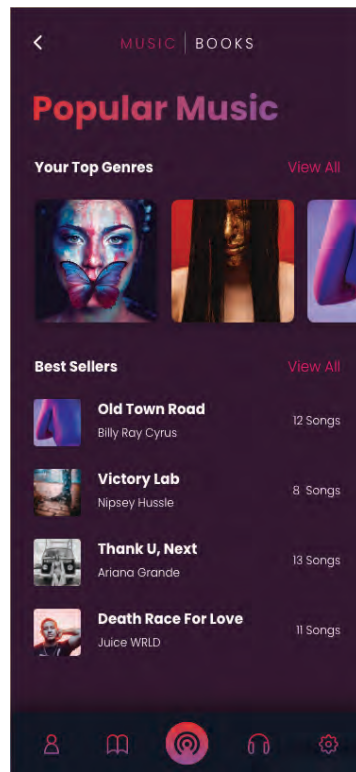 MUSIC | BOOKS
Popular Music
Your Top Genres View All
Best Sellers View All
Old Town Road
Billy Ray Cyrus
12 Songs
Victory Lab
Nipsey Hussle
8 Songs
Thank U, Next
Ariana Grande
13 Songs
Death Race For Love
Juice WRLD
11 Songs